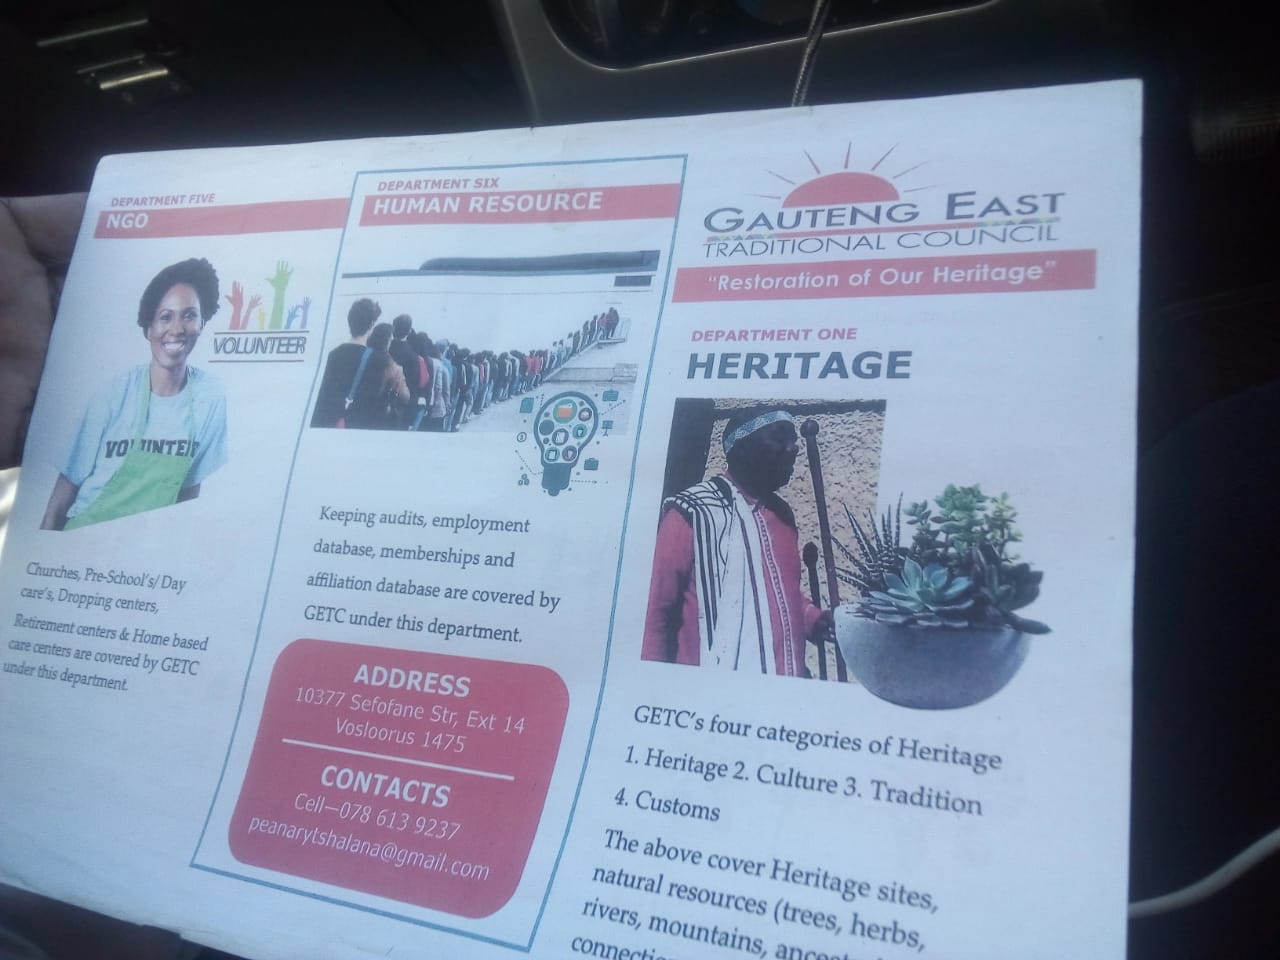 DEPARTMENT FIVE
NGO
VOLUNTEER
VOLUNTEER
Churches, Pre-School's/Day
care's, Dropping centers,
Retirement centers & Home based
care centers are covered by GETC
under this department.
DEPARTMENT SIX
HUMAN RESOURCE
Keeping audits, employment
database, memberships and
affiliation database are covered by
GETC under this department.
ADDRESS
10377 Sefofane Str, Ext 14
Vosloorus 1475
CONTACTS
Cell—078 613 9237
peanarytshalana@gmail.com
GAUTENG EAST
TRADITIONAL COUNCIL
"Restoration of Our Heritage"
DEPARTMENT ONE
HERITAGE
GETC's four categories of Heritage
1. Heritage 2. Culture 3. Tradition
4. Customs
The above cover Heritage sites,
natural resources (trees, herbs,
rivers, mountains,